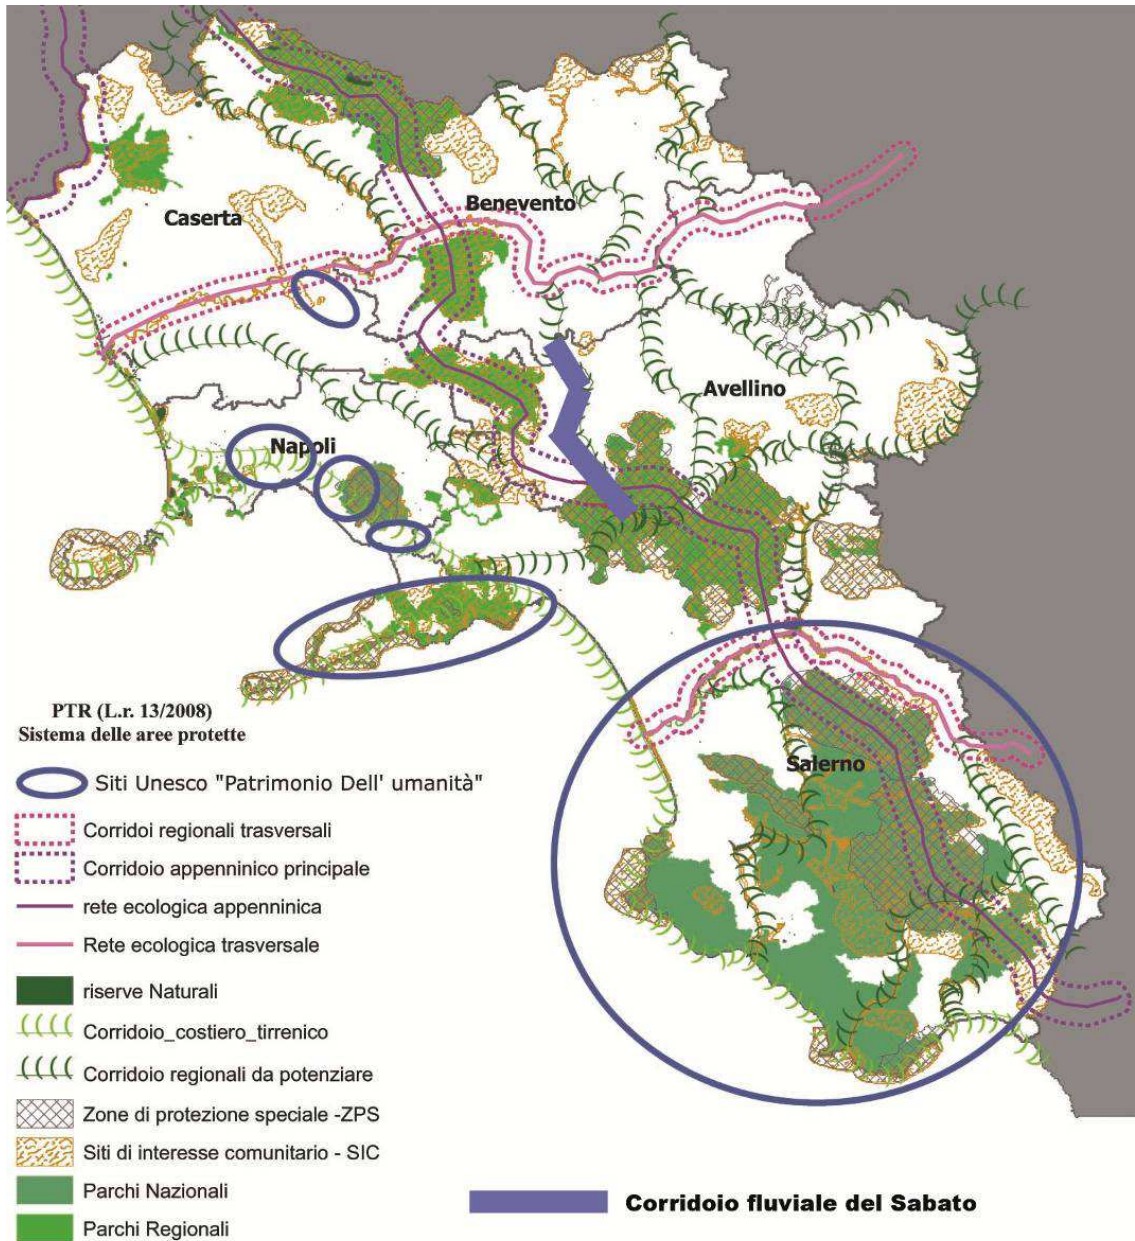 Benevento
Caserta
Avellino
Napoli
Salerno
PTR (L.r. 13/2008)
Sistema delle aree protette
Siti Unesco "Patrimonio Dell' umanità"
Corridoi regionali trasversali
Corridoio appenninico principale
rete ecologica appenninica
Rete ecologica trasversale
riserve Naturali
Corridoio_costiero_tirrenico
Corridoio regionali da potenziare
Zone di protezione speciale -ZPS
Siti di interesse comunitario - SIC
Parchi Nazionali
Parchi Regionali
Corridoio fluviale del Sabato